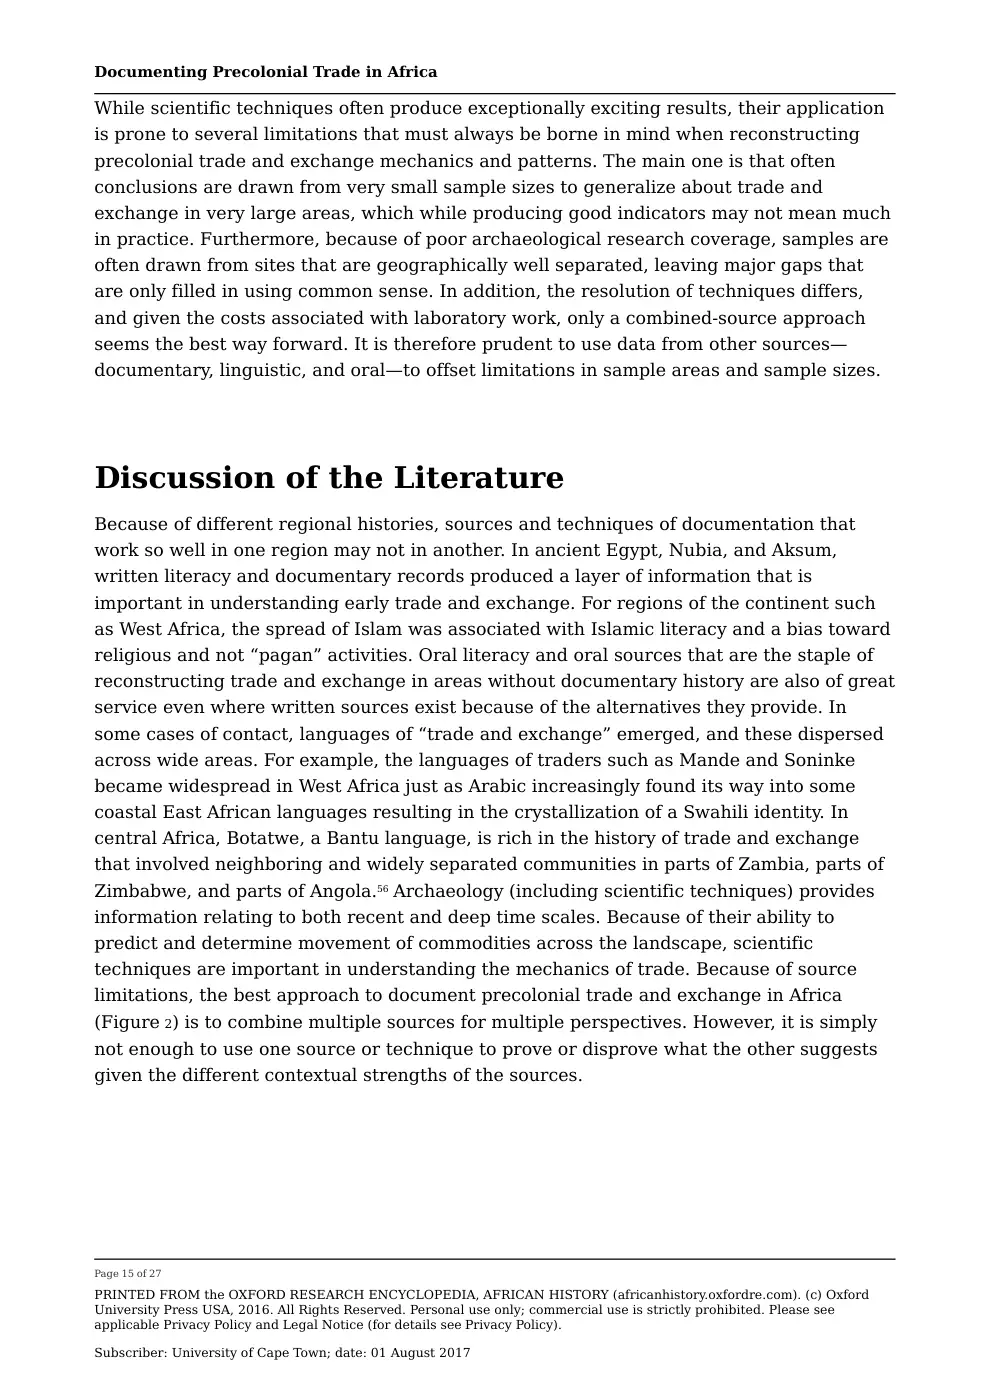 Documenting Precolonial Trade in Africa
While scientific techniques often produce exceptionally exciting results, their application
is prone to several limitations that must always be borne in mind when reconstructing
precolonial trade and exchange mechanics and patterns. The main one is that often
conclusions are drawn from very small sample sizes to generalize about trade and
exchange in very large areas, which while producing good indicators may not mean much
in practice. Furthermore, because of poor archaeological research coverage, samples are
often drawn from sites that are geographically well separated, leaving major gaps that
are only filled in using common sense. In addition, the resolution of techniques differs,
and given the costs associated with laboratory work, only a combined-source approach
seems the best way forward. It is therefore prudent to use data from other sources—
documentary, linguistic, and oral—to offset limitations in sample areas and sample sizes.
Discussion of the Literature
Because of different regional histories, sources and techniques of documentation that
work so well in one region may not in another. In ancient Egypt, Nubia, and Aksum,
written literacy and documentary records produced a layer of information that is
important in understanding early trade and exchange. For regions of the continent such
as West Africa, the spread of Islam was associated with Islamic literacy and a bias toward
religious and not “pagan” activities. Oral literacy and oral sources that are the staple of
reconstructing trade and exchange in areas without documentary history are also of great
service even where written sources exist because of the alternatives they provide. In
some cases of contact, languages of “trade and exchange” emerged, and these dispersed
across wide areas. For example, the languages of traders such as Mande and Soninke
became widespread in West Africa just as Arabic increasingly found its way into some
coastal East African languages resulting in the crystallization of a Swahili identity. In
central Africa, Botatwe, a Bantu language, is rich in the history of trade and exchange
that involved neighboring and widely separated communities in parts of Zambia, parts of
Zimbabwe, and parts of Angola.56 Archaeology (including scientific techniques) provides
information relating to both recent and deep time scales. Because of their ability to
predict and determine movement of commodities across the landscape, scientific
techniques are important in understanding the mechanics of trade. Because of source
limitations, the best approach to document precolonial trade and exchange in Africa
(Figure 2) is to combine multiple sources for multiple perspectives. However, it is simply
not enough to use one source or technique to prove or disprove what the other suggests
given the different contextual strengths of the sources.
Page 15 of 27
PRINTED FROM the OXFORD RESEARCH ENCYCLOPEDIA, AFRICAN HISTORY (africanhistory.oxfordre.com). (c) Oxford
University Press USA, 2016. All Rights Reserved. Personal use only; commercial use is strictly prohibited. Please see
applicable Privacy Policy and Legal Notice (for details see Privacy Policy).
Subscriber: University of Cape Town; date: 01 August 2017